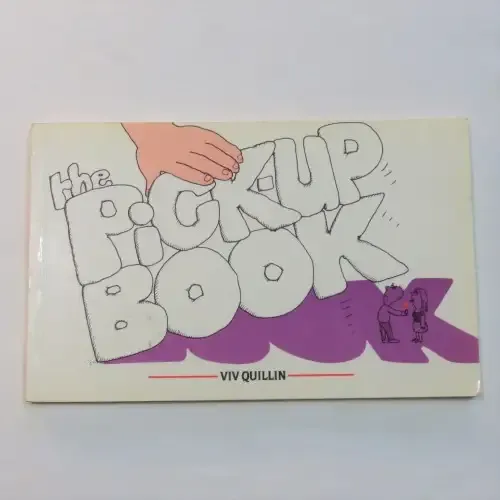 the
PiCK-UP
BOOK
VIV QUILLIN